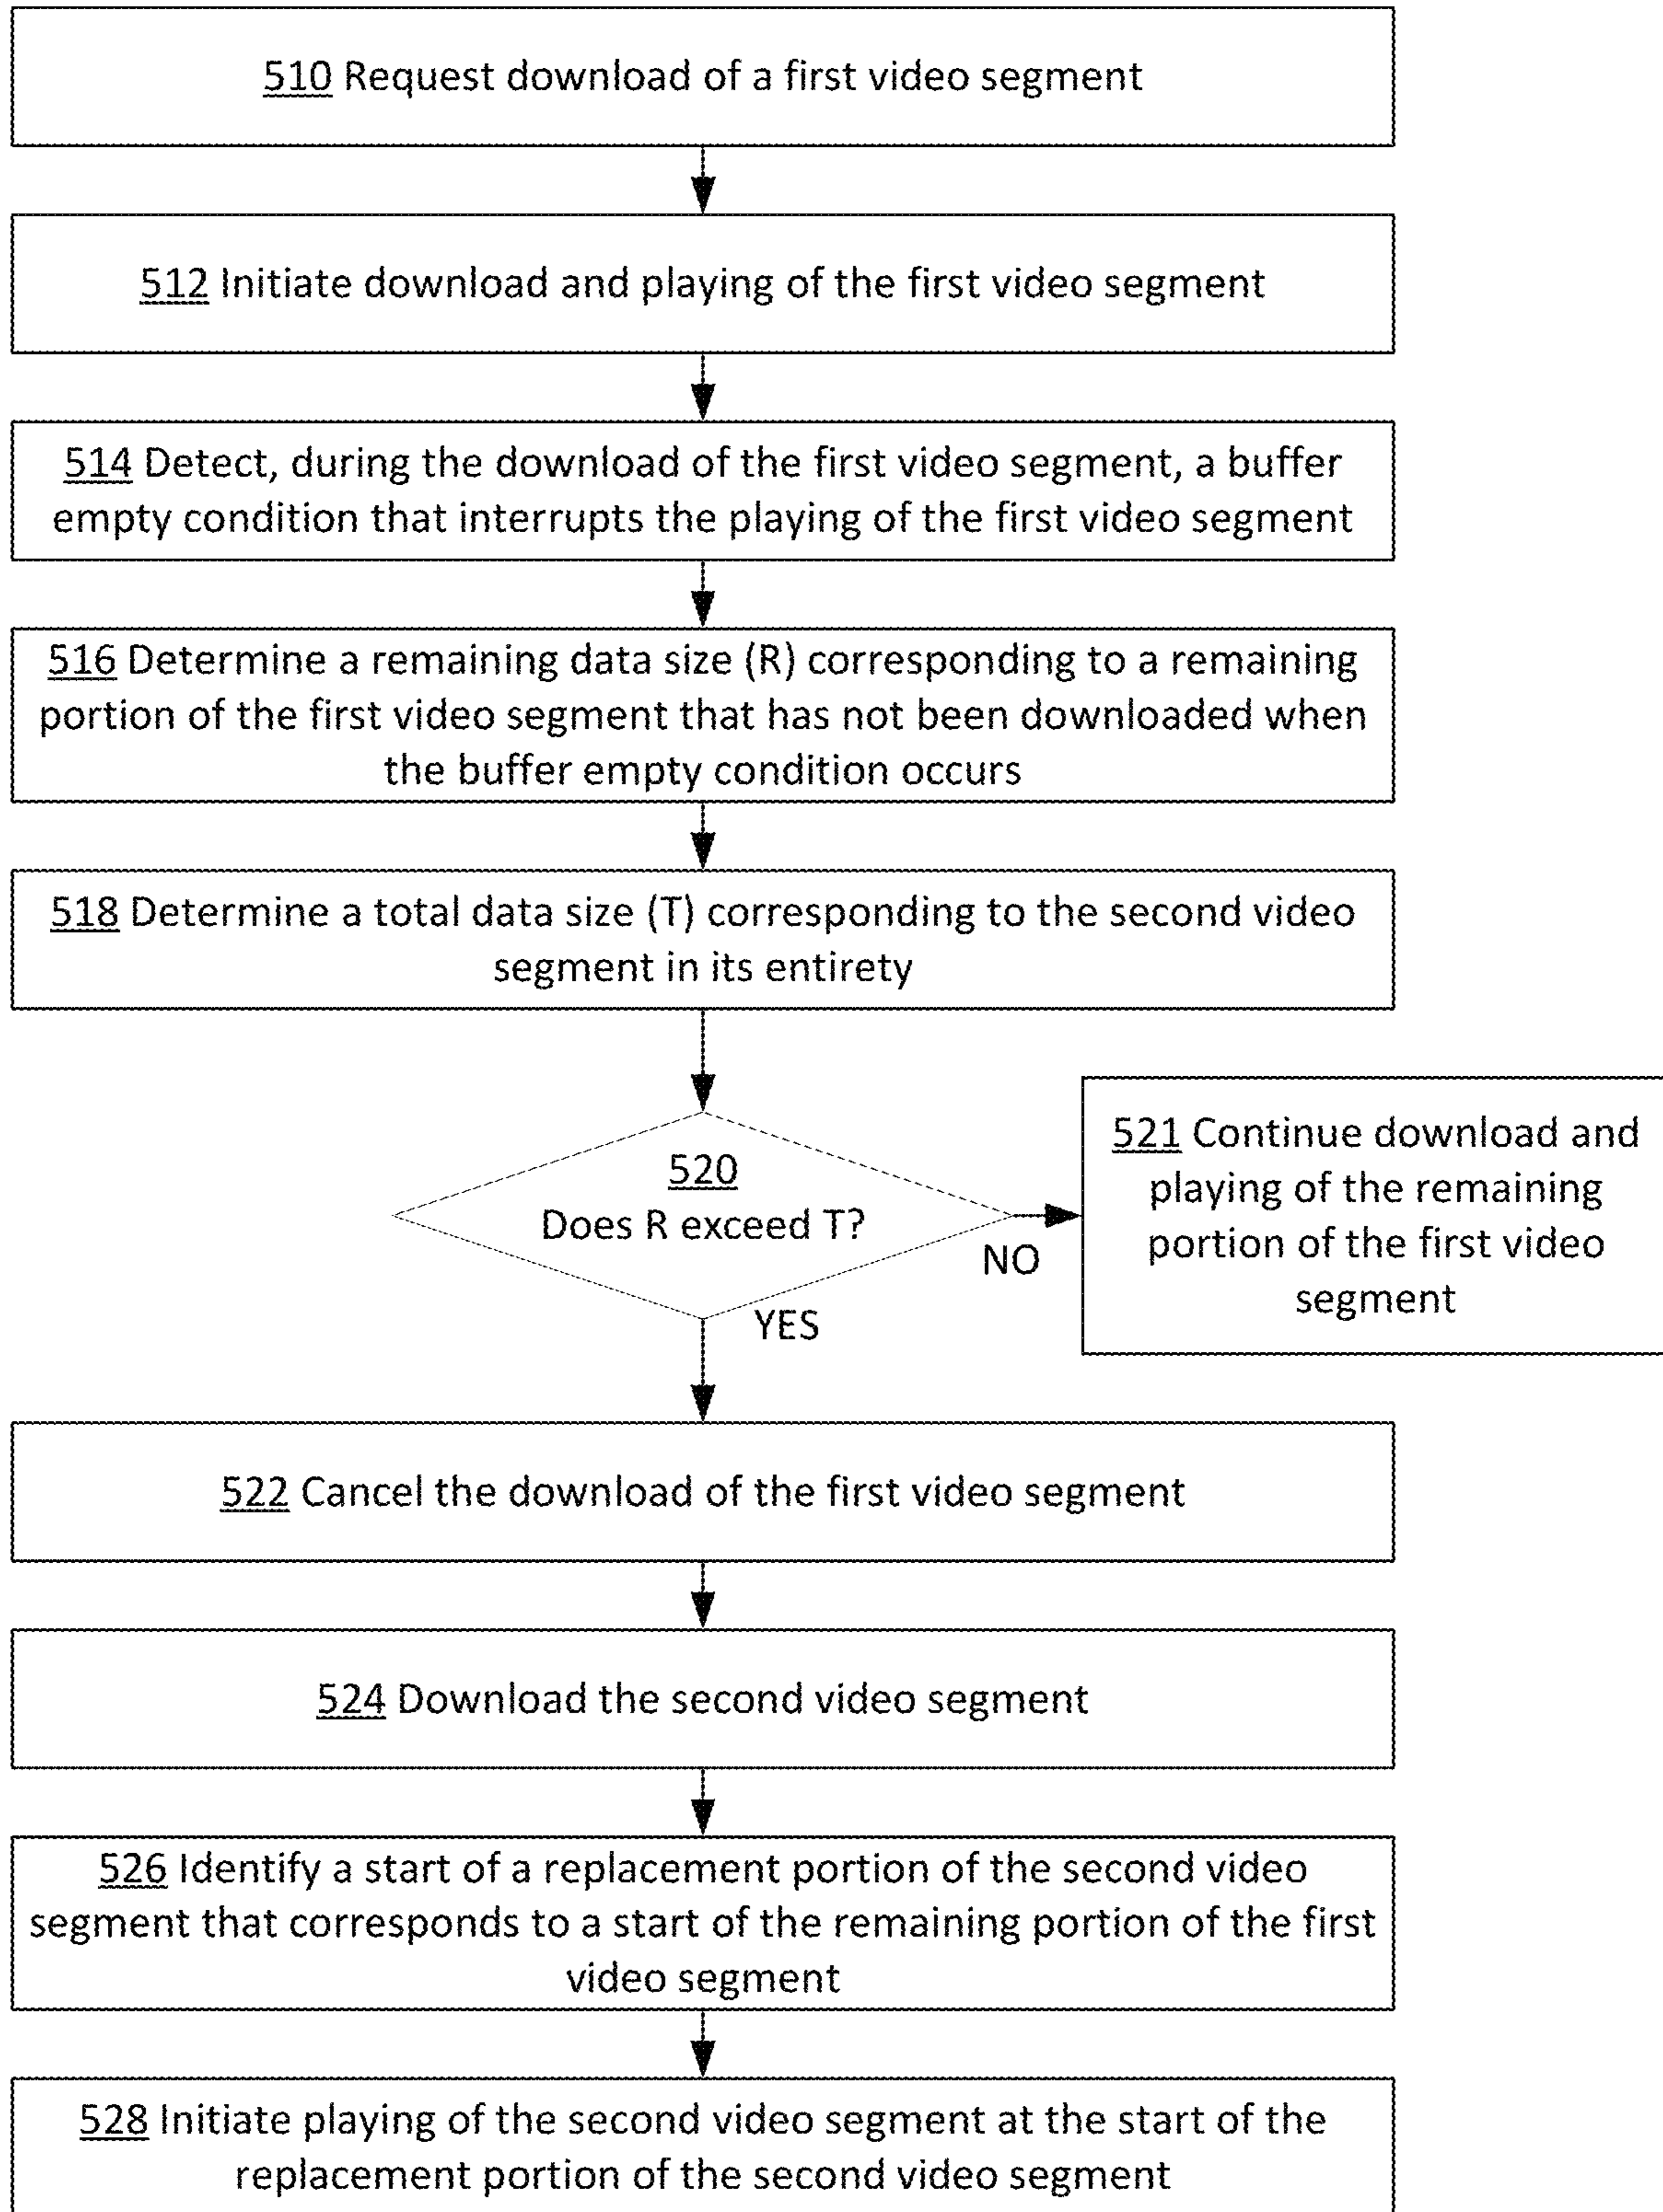 510 Request download of a first video segment
512 Initiate download and playing of the first video segment
514 Detect, during the download of the first video segment, a buffer
empty condition that interrupts the playing of the first video segment
516 Determine a remaining data size (R) corresponding to a remaining
portion of the first video segment that has not been downloaded when
the buffer empty condition occurs
518 Determine a total data size (T) corresponding to the second video
segment in its entirety
520
Does R exceed T?
NO
521 Continue download and
playing of the remaining
portion of the first video
segment
YES
522 Cancel the download of the first video segment
524 Download the second video segment
526 Identify a start of a replacement portion of the second video
segment that corresponds to a start of the remaining portion of the first
video segment
528 Initiate playing of the second video segment at the start of the
replacement portion of the second video segment